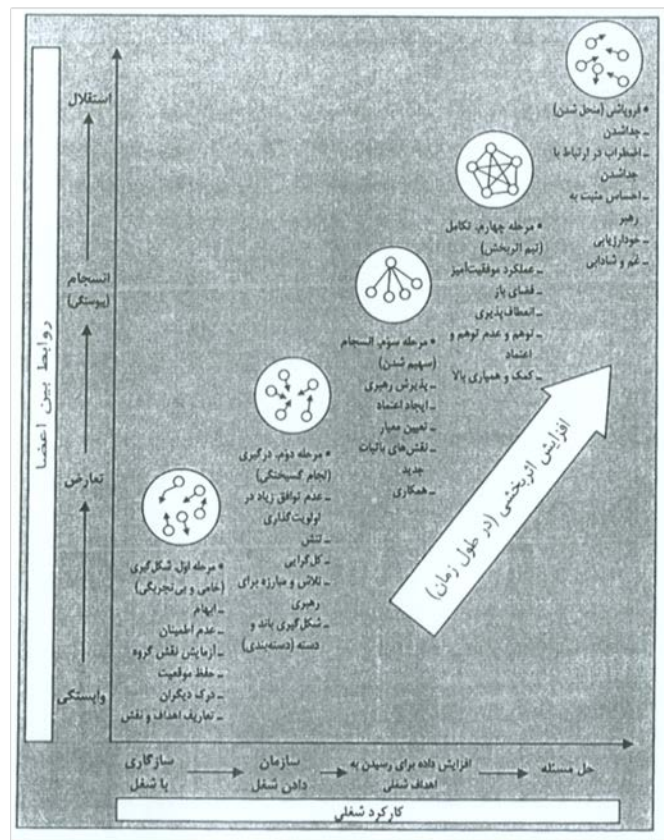 استقلال
انسجام
(پیوستگی)
تعارض
وابستگی
روابط بین اعضا
• فروپاشی (منحل شدن)
ـ جداشدن
ـ اضطراب در ارتباط با
جداشدن
ـ احساس مثبت به
رهبر
ـ خودارزیابی
ـ غم و شادابی
• مرحله چهارم، تکامل
(تیم اثربخش)
ـ عملکرد موفقیت‌آمیز
ـ فضای باز
ـ انعطاف‌پذیری
ـ توهم و عدم توهم و
اعتماد
ـ کمک و همیاری بالا
• مرحله سوم، انسجام
(سهیم شدن)
ـ پذیرش رهبری
ـ ایجاد اعتماد
ـ تعیین معیار
ـ نقش‌های باثبات
جدید
ـ همکاری
• مرحله دوم، درگیری
(لجام گسیختگی)
ـ عدم توافق زیاد در
اولویت‌گذاری
ـ تنش
ـ کل‌گرایی
ـ تلاش و مبارزه برای
رهبری
ـ شکل‌گیری باند و
دسته (دسته‌بندی)
• مرحله اول، شکل‌گیری
(خامی و بی‌تجربگی)
ـ ابهام
ـ عدم اطمینان
ـ آزمایش نقش گروه
ـ حفظ موقعیت
ـ درک دیگران
ـ تعاریف اهداف و نقش
افزایش اثربخشی (در طول زمان)
سازگاری
با شغل
سازمان
دادن شغل
افزایش داده برای رسیدن به
اهداف شغلی
حل مسئله
کارکرد شغلی